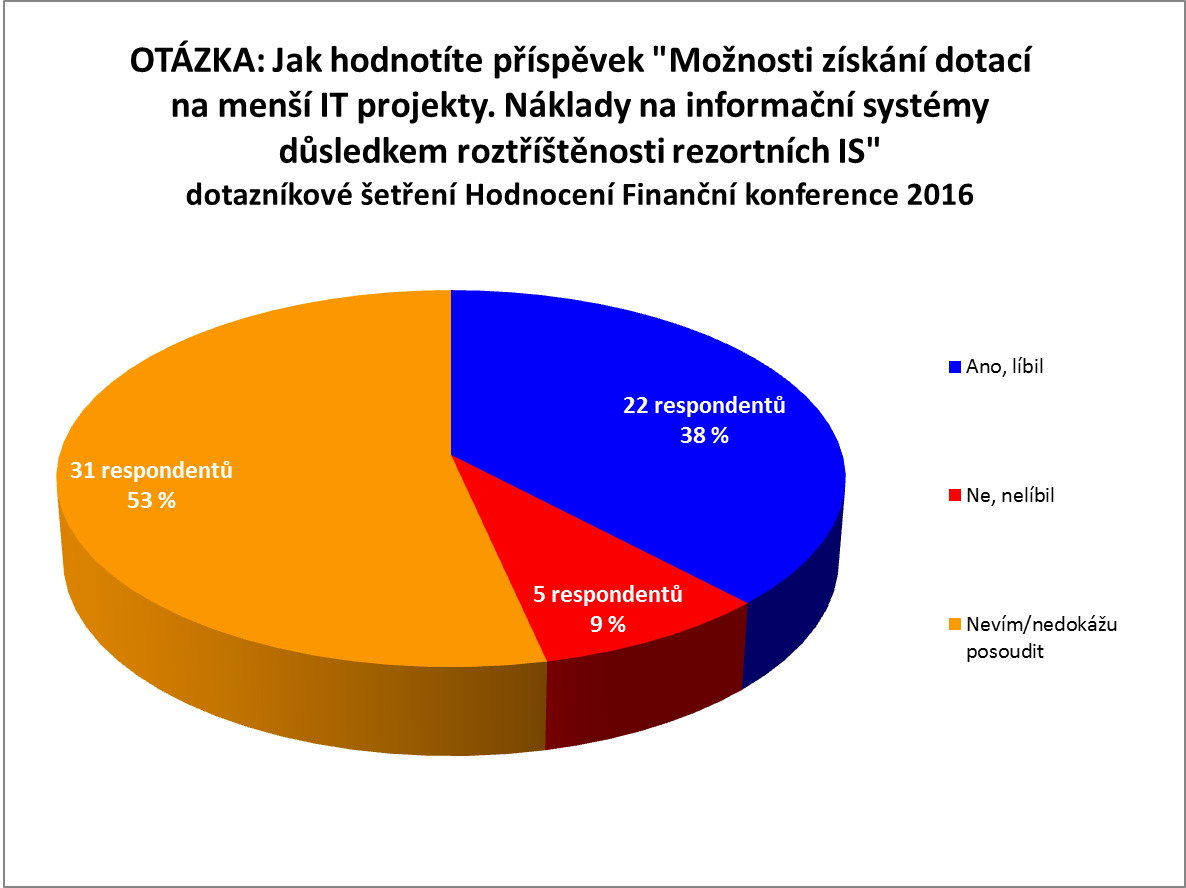 OTÁZKA: Jak hodnotíte příspěvek "Možnosti získání dotací
na menší IT projekty. Náklady na informační systémy
důsledkem roztříštěnosti rezortních IS"
dotazníkové šetření Hodnocení Finanční konference 2016
22 respondentů
38 %
31 respondentů
53 %
5 respondentů
9 %
Ano, líbil
Ne, nelíbil
Nevím/nedokážu
posoudit